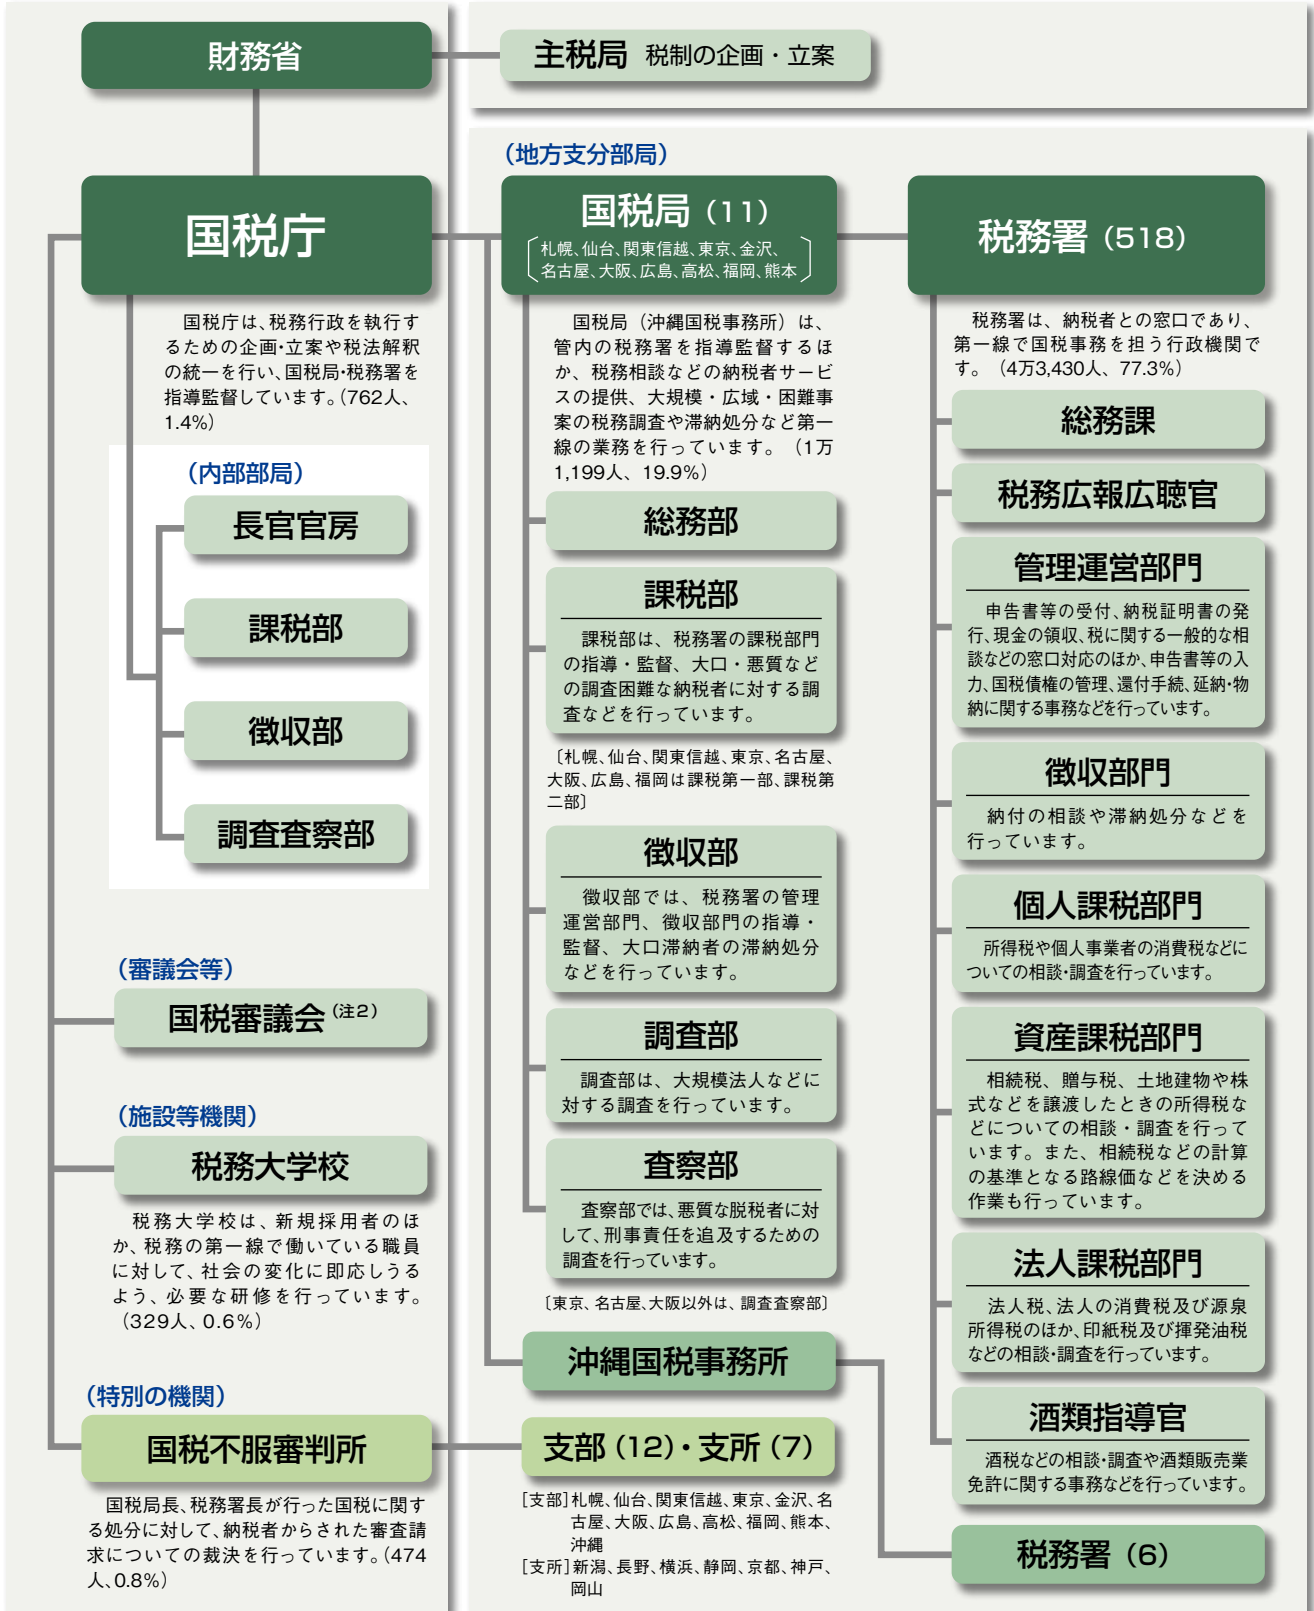 財務省
主税局 税制の企画・立案
国税庁
国税庁は、税務行政を執行す
るための企画・立案や税法解釈
の統一を行い、国税局・税務署を
指導監督しています。（762人、
1.4%）
（内部部局）
長官官房
課税部
徴収部
調査査察部
（審議会等）
国税審議会（注2）
（施設等機関）
税務大学校
税務大学校は、新規採用者のほ
か、税務の第一線で働いている職員
に対して、社会の変化に即応しうる
よう、必要な研修を行っています。
（329人、0.6%）
（特別の機関）
国税不服審判所
国税局長、税務署長が行った国税に関す
る処分に対して、納税者からされた審査請
求についての裁決を行っています。（474
人、0.8%）
（地方支分部局）
国税局（11）
〔札幌、仙台、関東信越、東京、金沢、
名古屋、大阪、広島、高松、福岡、熊本〕
国税局（沖縄国税事務所）は、
管内の税務署を指導監督するほ
か、税務相談などの納税者サービ
スの提供、大規模・広域・困難事
案の税務調査や滞納処分など第一
線の業務を行っています。（1万
1,199人、19.9%）
総務部
課税部
課税部は、税務署の課税部門
の指導・監督、大口・悪質など
の調査困難な納税者に対する調
査などを行っています。
〔札幌、仙台、関東信越、東京、名古屋、
大阪、広島、福岡は課税第一部、課税第
二部〕
徴収部
徴収部では、税務署の管理
運営部門、徴収部門の指導・
監督、大口滞納者の滞納処分
などを行っています。
調査部
調査部は、大規模法人などに
対する調査を行っています。
査察部
査察部では、悪質な脱税者に対
して、刑事責任を追及するための
調査を行っています。
〔東京、名古屋、大阪以外は、調査査察部〕
沖縄国税事務所
支部（12）・支所（7）
［支部］札幌、仙台、関東信越、東京、金沢、名
古屋、大阪、広島、高松、福岡、熊本、
沖縄
［支所］新潟、長野、横浜、静岡、京都、神戸、
岡山
税務署（518）
税務署は、納税者との窓口であり、
第一線で国税事務を担う行政機関で
す。（4万3,430人、77.3%）
総務課
税務広報広聴官
管理運営部門
申告書等の受付、納税証明書の発
行、現金の領収、税に関する一般的な相
談などの窓口対応のほか、申告書等の入
力、国税債権の管理、還付手続、延納・物
納に関する事務などを行っています。
徴収部門
納付の相談や滞納処分などを
行っています。
個人課税部門
所得税や個人事業者の消費税などに
ついての相談・調査を行っています。
資産課税部門
相続税、贈与税、土地建物や株
式などを譲渡したときの所得税な
どについての相談・調査を行って
います。また、相続税などの計算
の基準となる路線価などを決める
作業も行っています。
法人課税部門
法人税、法人の消費税及び源泉
所得税のほか、印紙税及び揮発油税
などの相談・調査を行っています。
酒類指導官
酒税などの相談・調査や酒類販売業
免許に関する事務などを行っています。
税務署（6）